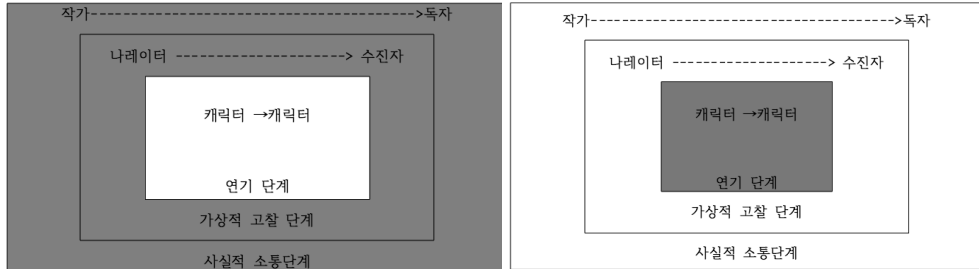 작가---------------------------------------->독자
나레이터 ---------------------> 수진자
캐릭터 →캐릭터
연기 단계
가상적 고찰 단계
사실적 소통단계
작가-------------------------------------->독자
나레이터 -------------------> 수진자
캐릭터 →캐릭터
연기 단계
가상적 고찰 단계
사실적 소통단계